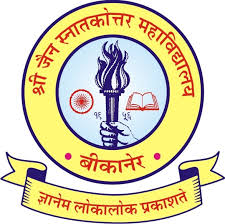 श्री जैन स्नातकोत्तर महाविद्यालय
बीकानेर
ज्ञानेम लोकालोक प्रकाशते